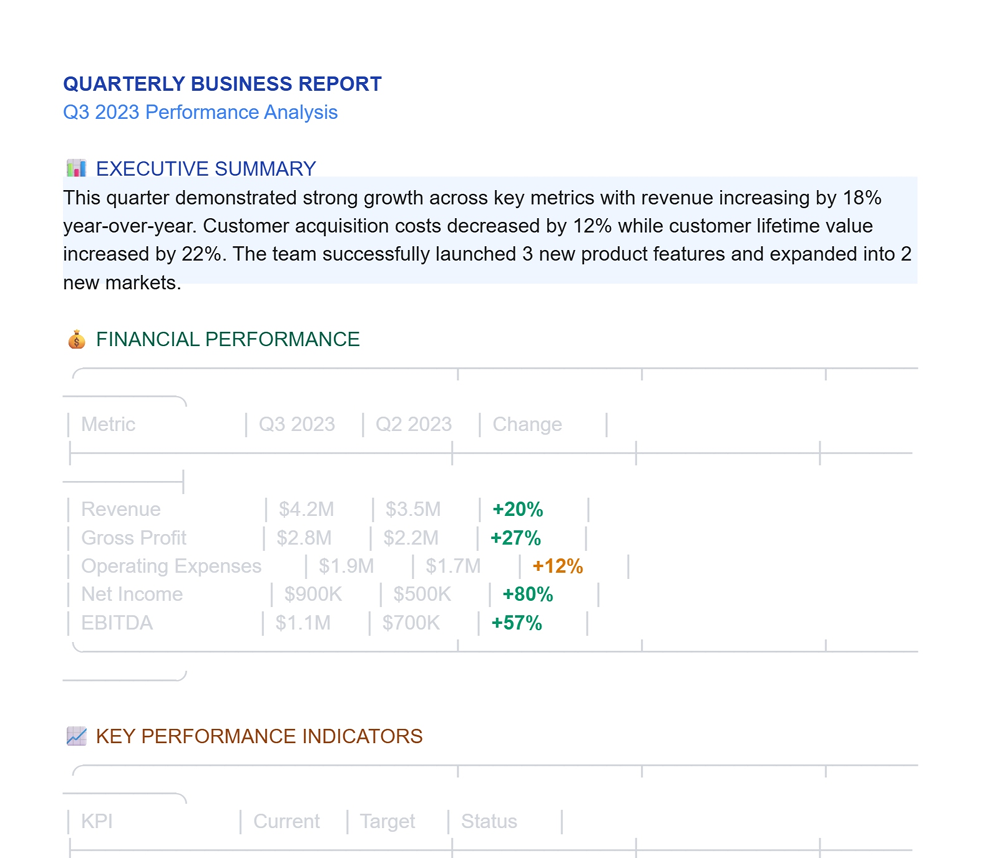 QUARTERLY BUSINESS REPORT
Q3 2023 Performance Analysis
📊 EXECUTIVE SUMMARY
This quarter demonstrated strong growth across key metrics with revenue increasing by 18%
year-over-year. Customer acquisition costs decreased by 12% while customer lifetime value
increased by 22%. The team successfully launched 3 new product features and expanded into 2
new markets.
💰 FINANCIAL PERFORMANCE
│ Metric │ Q3 2023 │ Q2 2023 │ Change │
│ Revenue │ $4.2M │ $3.5M │ +20% │
│ Gross Profit │ $2.8M │ $2.2M │ +27% │
│ Operating Expenses │ $1.9M │ $1.7M │ +12% │
│ Net Income │ $900K │ $500K │ +80% │
│ EBITDA │ $1.1M │ $700K │ +57% │
📈 KEY PERFORMANCE INDICATORS
│ KPI │ Current │ Target │ Status │